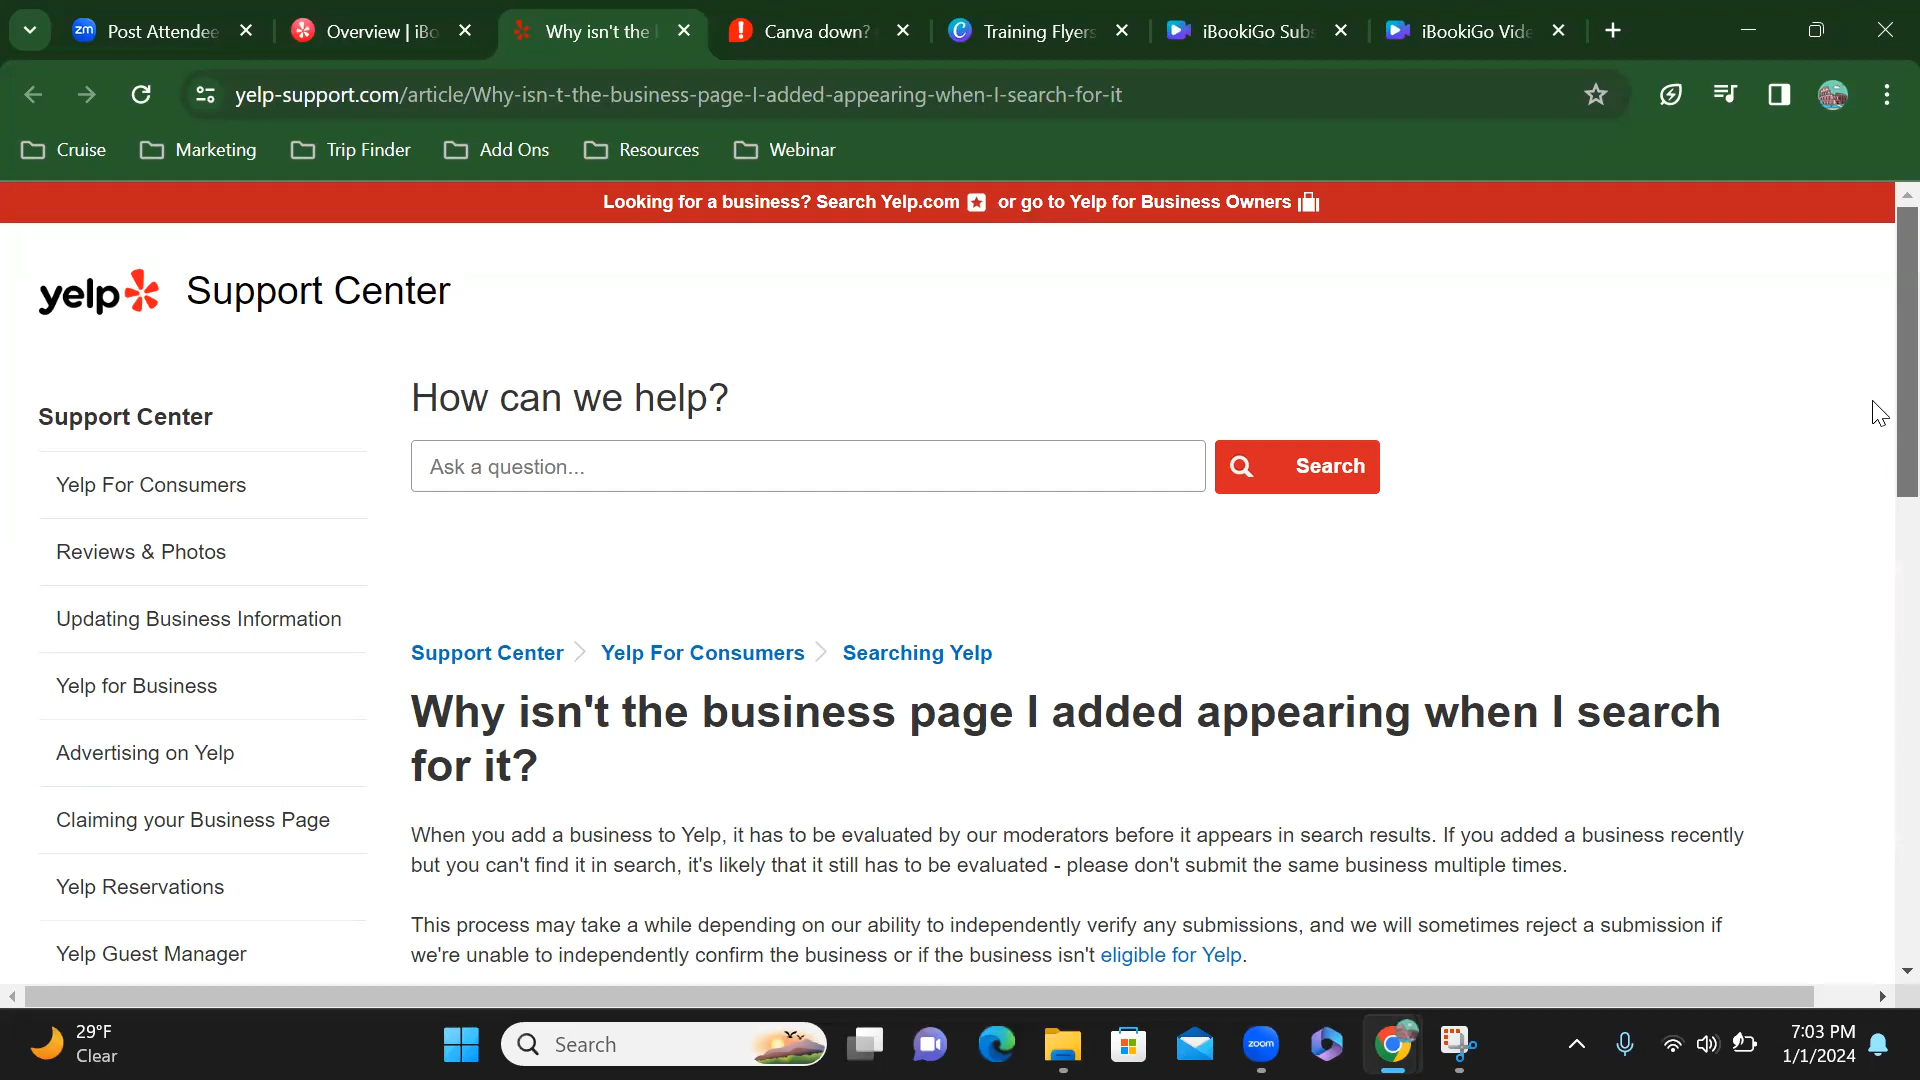 zm Post Attendee
Overview | iBo
Why isn't the
Canva down?
Training Flyers
iBookiGo Subs
iBookiGo Vide
yelp-support.com/article/Why-isn-t-the-business-page-I-added-appearing-when-I-search-for-it
Cruise Marketing Trip Finder Add Ons Resources Webinar
Looking for a business? Search Yelp.com or go to Yelp for Business Owners
yelp Support Center
How can we help?
Ask a question... Search
Support Center
Yelp For Consumers
Reviews & Photos
Updating Business Information
Yelp for Business
Advertising on Yelp
Claiming your Business Page
Yelp Reservations
Yelp Guest Manager
Support Center Yelp For Consumers Searching Yelp
Why isn't the business page I added appearing when I search
for it?
When you add a business to Yelp, it has to be evaluated by our moderators before it appears in search results. If you added a business recently
but you can't find it in search, it's likely that it still has to be evaluated - please don't submit the same business multiple times.
This process may take a while depending on our ability to independently verify any submissions, and we will sometimes reject a submission if
we're unable to independently confirm the business or if the business isn't eligible for Yelp.
29°F
Clear
Search
zoom
7:03 PM
1/1/2024